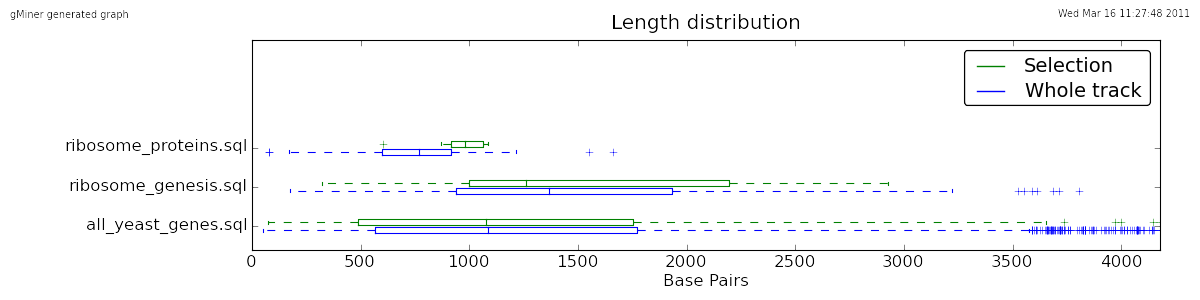 gMiner generated graph
Wed Mar 16 11:27:48 2011
Length distribution
Selection
Whole track
ribosome_proteins.sql
ribosome_genesis.sql
all_yeast_genes.sql
0 500 1000 1500 2000 2500 3000 3500 4000
Base Pairs